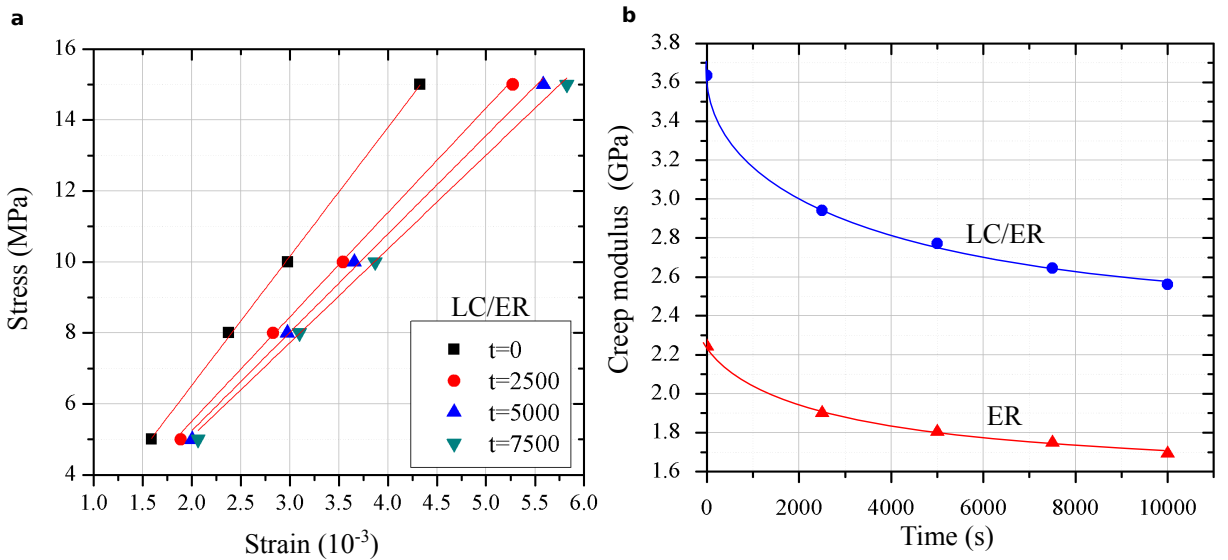 a
16
14
12
10
8
6
4
1.0 1.5 2.0 2.5 3.0 3.5 4.0 4.5 5.0 5.5 6.0
Stress (MPa)
Strain (10-3)
LC/ER
t=0
t=2500
t=5000
t=7500
b
3.8
3.6
3.4
3.2
3.0
2.8
2.6
2.4
2.2
2.0
1.8
1.6
0 2000 4000 6000 8000 10000
Creep modulus (GPa)
Time (s)
LC/ER
ER